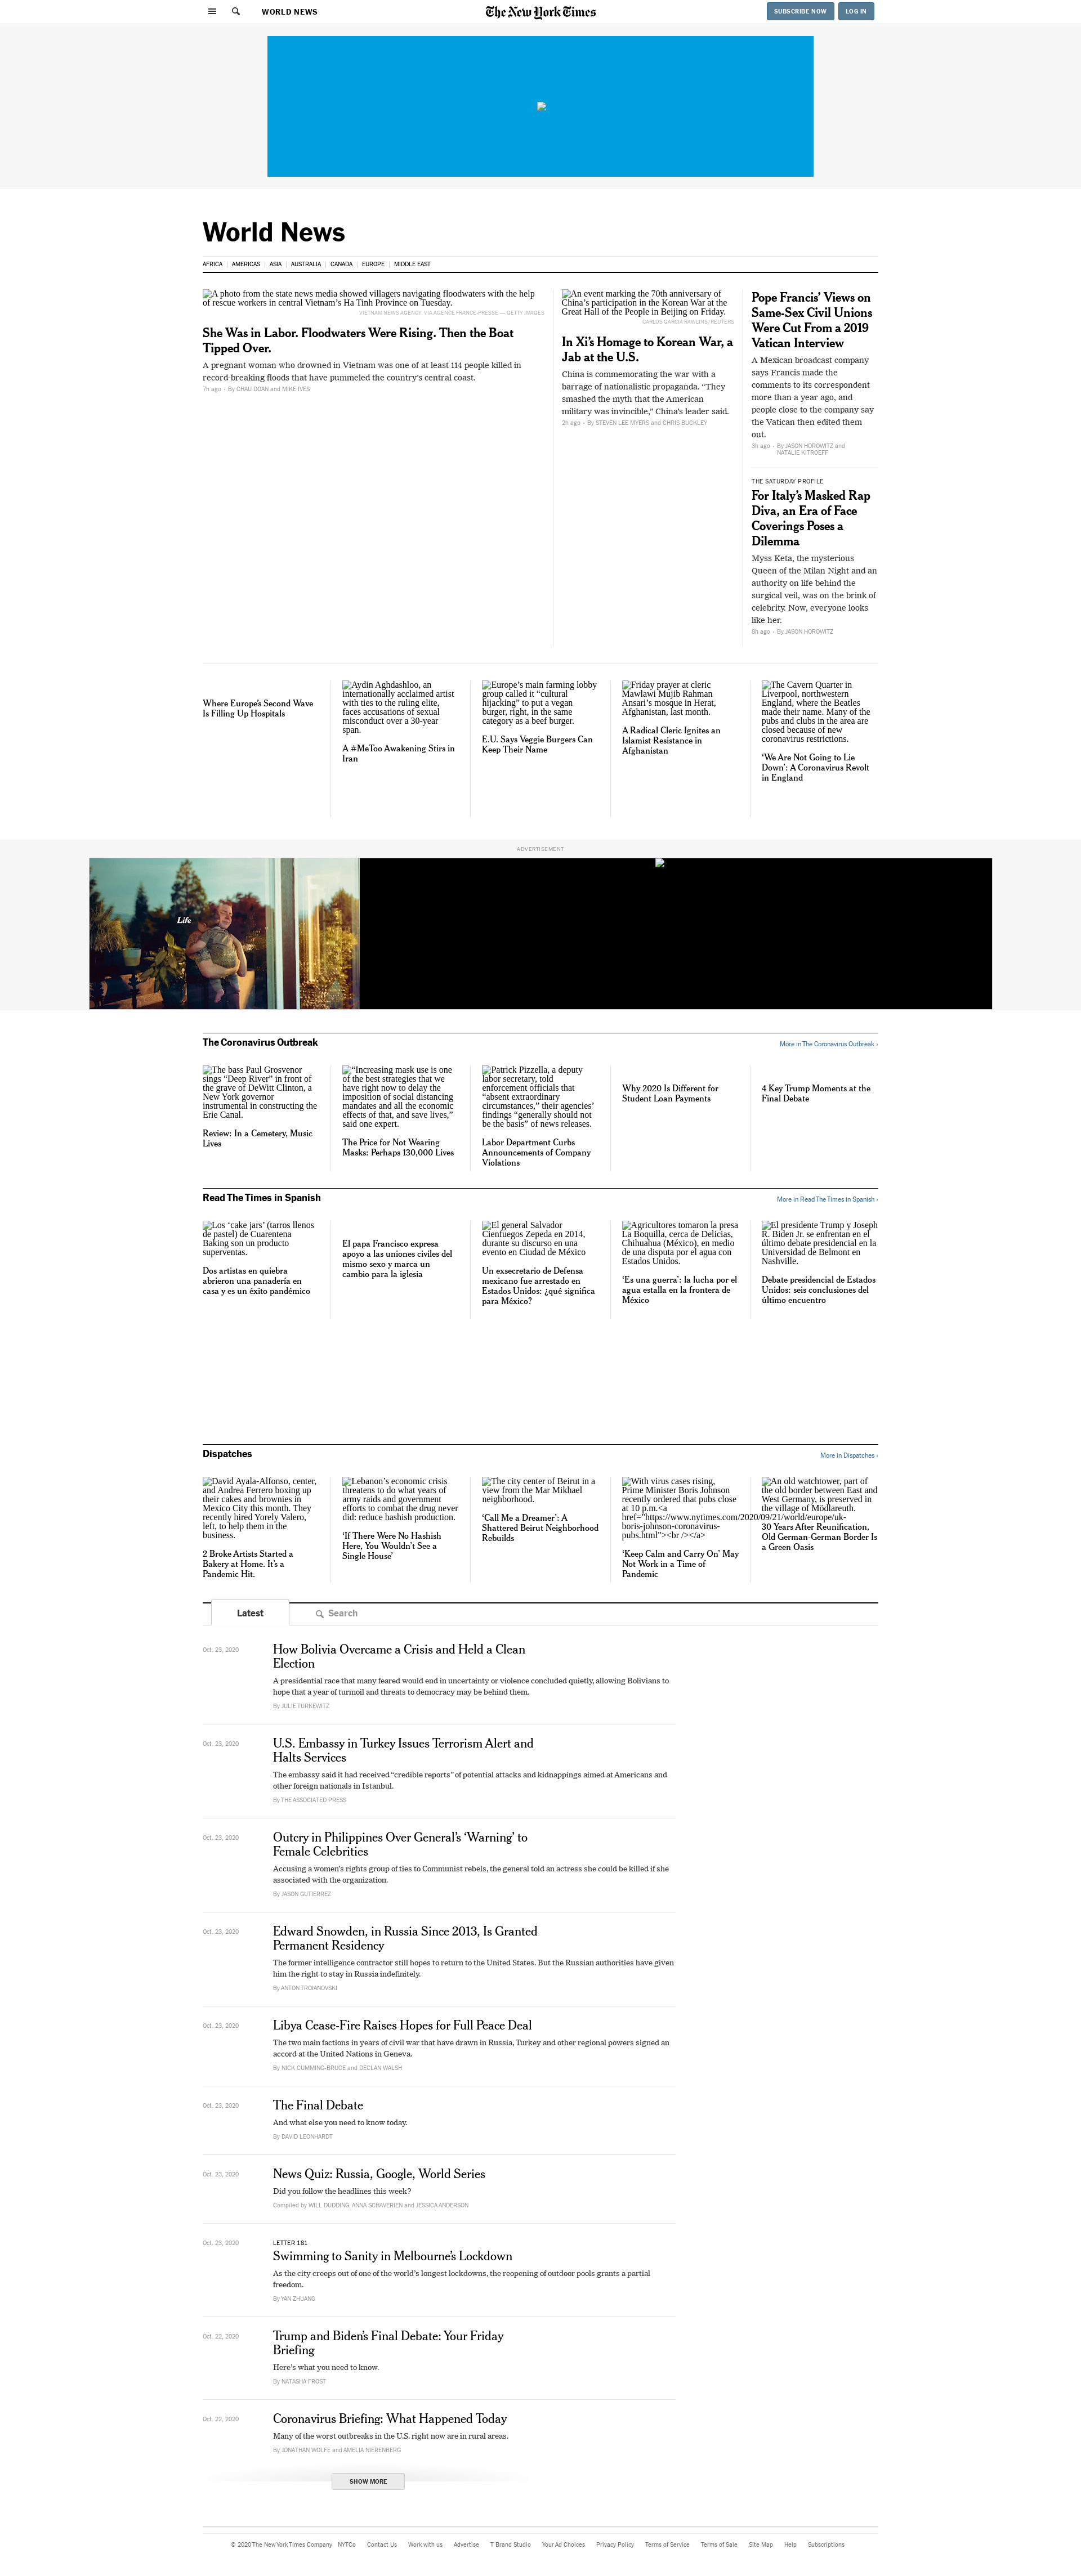 WORLD NEWS
The New York Times
SUBSCRIBE NOW
LOG IN
World News
AFRICA
AMERICAS
ASIA
AUSTRALIA
CANADA
EUROPE
MIDDLE EAST
A photo from the state news media showed villagers navigating floodwaters with the help
of rescue workers in central Vietnam's Ha Tinh Province on Tuesday.
VIETNAM NEWS AGENCY, VIA AGENCE FRANCE-PRESSE — GETTY IMAGES
She Was in Labor. Floodwaters Were Rising. Then the Boat
Tipped Over.
A pregnant woman who drowned in Vietnam was one of at least 114 people killed in
record-breaking floods that have pummeled the country's central coast.
7h ago • By CHAU DOAN and MIKE IVES
An event marking the 70th anniversary of
China's participation in the Korean War at the
Great Hall of the People in Beijing on Friday.
CARLOS GARCIA RAWLINS/REUTERS
In Xi's Homage to Korean War, a
Jab at the U.S.
China is commemorating the war with a
barrage of nationalistic propaganda. “They
smashed the myth that the American
military was invincible,” China's leader said.
2h ago • By STEVEN LEE MYERS and CHRIS BUCKLEY
Pope Francis' Views on
Same-Sex Civil Unions
Were Cut From a 2019
Vatican Interview
A Mexican broadcast company
says Francis made the
comments to its correspondent
more than a year ago, and
people close to the company say
the Vatican then edited them
out.
3h ago • By JASON HOROWITZ and
NATALIE KITROEFF
THE SATURDAY PROFILE
For Italy's Masked Rap
Diva, an Era of Face
Coverings Poses a
Dilemma
Myss Keta, the mysterious
Queen of the Milan Night and an
authority on life behind the
surgical veil, was on the brink of
celebrity. Now, everyone looks
like her.
8h ago • By JASON HOROWITZ
Where Europe's Second Wave
Is Filling Up Hospitals
Aydin Aghdashloo, an
internationally acclaimed artist
with ties to the ruling elite,
faces accusations of sexual
misconduct over a 30-year
span.
A #MeToo Awakening Stirs in
Iran
Europe's main farming lobby
group called it “cultural
hijacking” to put a vegan
burger, right, in the same
category as a beef burger.
E.U. Says Veggie Burgers Can
Keep Their Name
Friday prayer at cleric
Mawlawi Mujib Rahman
Ansari's mosque in Herat,
Afghanistan, last month.
A Radical Cleric Ignites an
Islamist Resistance in
Afghanistan
The Cavern Quarter in
Liverpool, northwestern
England, where the Beatles
made their name. Many of the
pubs and clubs in the area are
closed because of new
coronavirus restrictions.
‘We Are Not Going to Lie
Down’: A Coronavirus Revolt
in England
ADVERTISEMENT
Life
The Coronavirus Outbreak
More in The Coronavirus Outbreak ›
The bass Paul Grosvenor
sings “Deep River” in front of
the grave of DeWitt Clinton, a
New York governor
instrumental in constructing the
Erie Canal.
Review: In a Cemetery, Music
Lives
“Increasing mask use is one
of the best strategies that we
have right now to delay the
imposition of social distancing
mandates and all the economic
effects of that, and save lives,”
said one expert.
The Price for Not Wearing
Masks: Perhaps 130,000 Lives
Patrick Pizzella, a deputy
labor secretary, told
enforcement officials that
“absent extraordinary
circumstances,” their agencies’
findings “generally should not
be the basis” of news releases.
Labor Department Curbs
Announcements of Company
Violations
Why 2020 Is Different for
Student Loan Payments
4 Key Trump Moments at the
Final Debate
Read The Times in Spanish
More in Read The Times in Spanish ›
Los ‘cake jars’ (tarros llenos
de pastel) de Cuarentena
Baking son un producto
superventas.
Dos artistas en quiebra
abrieron una panadería en
casa y es un éxito pandémico
El papa Francisco expresa
apoyo a las uniones civiles del
mismo sexo y marca un
cambio para la iglesia
El general Salvador
Cienfuegos Zepeda en 2014,
durante su discurso en un
evento en Ciudad de México
Un exsecretario de Defensa
mexicano fue arrestado en
Estados Unidos: ¿qué significa
para México?
Agricultores tomaron la presa
La Boquilla, cerca de Delicias,
Chihuahua (México), en medio
de una disputa por el agua con
Estados Unidos.
‘Es una guerra’: la lucha por el
agua estalla en la frontera de
México
El presidente Trump y Joseph
R. Biden Jr. se enfrentan en el
último debate presidencial en la
Universidad de Belmont en
Nashville.
Debate presidencial de Estados
Unidos: seis conclusiones del
último encuentro
Dispatches
More in Dispatches ›
David Ayala-Alfonso, center,
and Andrea Ferrero boxing up
their cakes and brownies in
Mexico City this month. They
recently hired Yorely Valero,
left, to help them in the
business.
2 Broke Artists Started a
Bakery at Home. It's a
Pandemic Hit.
Lebanon's economic crisis
threatens to do what years of
army raids and government
efforts to combat the drug never
did: reduce hashish production.
‘If There Were No Hashish
Here, You Wouldn't See a
Single House’
The city center of Beirut in a
view from the Mar Mikhael
neighborhood.
‘Call Me a Dreamer’: A
Shattered Beirut Neighborhood
Rebuilds
With virus cases rising,
Prime Minister Boris Johnson
recently ordered that pubs close
at 10 p.m.<a
href="https://www.nytimes.com/2020/09/21/world/europe/uk-
boris-johnson-coronavirus-
pubs.html"><br /></a>
‘Keep Calm and Carry On’ May
Not Work in a Time of
Pandemic
An old watchtower, part of
the old border between East and
West Germany, is preserved in
the village of Mödlareuth.
30 Years After Reunification,
Old German-German Border Is
a Green Oasis
Latest
Search
Oct. 23, 2020
How Bolivia Overcame a Crisis and Held a Clean
Election
A presidential race that many feared would end in uncertainty or violence concluded quietly, allowing Bolivians to
hope that a year of turmoil and threats to democracy may be behind them.
By JULIE TURKEWITZ
Oct. 23, 2020
U.S. Embassy in Turkey Issues Terrorism Alert and
Halts Services
The embassy said it had received “credible reports” of potential attacks and kidnappings aimed at Americans and
other foreign nationals in Istanbul.
By THE ASSOCIATED PRESS
Oct. 23, 2020
Outcry in Philippines Over General's ‘Warning’ to
Female Celebrities
Accusing a women's rights group of ties to Communist rebels, the general told an actress she could be killed if she
associated with the organization.
By JASON GUTIERREZ
Oct. 23, 2020
Edward Snowden, in Russia Since 2013, Is Granted
Permanent Residency
The former intelligence contractor still hopes to return to the United States. But the Russian authorities have given
him the right to stay in Russia indefinitely.
By ANTON TROIANOVSKI
Oct. 23, 2020
Libya Cease-Fire Raises Hopes for Full Peace Deal
The two main factions in years of civil war that have drawn in Russia, Turkey and other regional powers signed an
accord at the United Nations in Geneva.
By NICK CUMMING-BRUCE and DECLAN WALSH
Oct. 23, 2020
The Final Debate
And what else you need to know today.
By DAVID LEONHARDT
Oct. 23, 2020
News Quiz: Russia, Google, World Series
Did you follow the headlines this week?
Compiled by WILL DUDDING, ANNA SCHAVERIEN and JESSICA ANDERSON
Oct. 23, 2020
LETTER 181
Swimming to Sanity in Melbourne's Lockdown
As the city creeps out of one of the world's longest lockdowns, the reopening of outdoor pools grants a partial
freedom.
By YAN ZHUANG
Oct. 22, 2020
Trump and Biden's Final Debate: Your Friday
Briefing
Here's what you need to know.
By NATASHA FROST
Oct. 22, 2020
Coronavirus Briefing: What Happened Today
Many of the worst outbreaks in the U.S. right now are in rural areas.
By JONATHAN WOLFE and AMELIA NIERENBERG
SHOW MORE
© 2020 The New York Times Company NYTCo Contact Us Work with us Advertise T Brand Studio Your Ad Choices Privacy Policy Terms of Service Terms of Sale Site Map Help Subscriptions